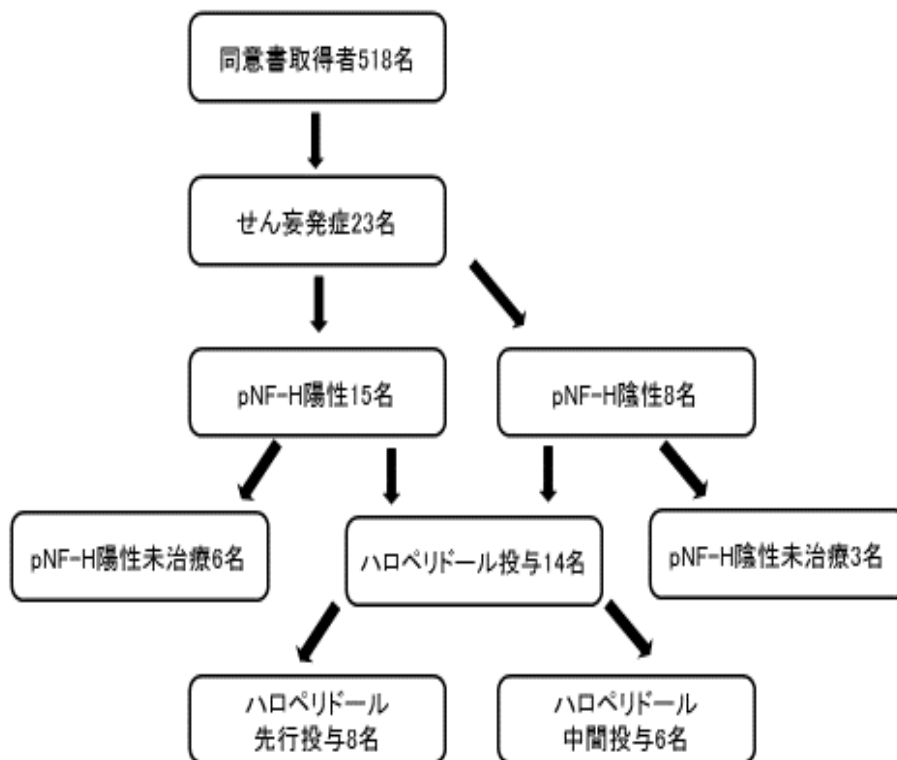 同意書取得者518名
せん妄発症23名
pNF-H陽性15名
pNF-H陰性8名
pNF-H陽性未治療6名
ハロペリドール投与14名
pNF-H陰性未治療3名
ハロペリドール
先行投与8名
ハロペリドール
中間投与6名